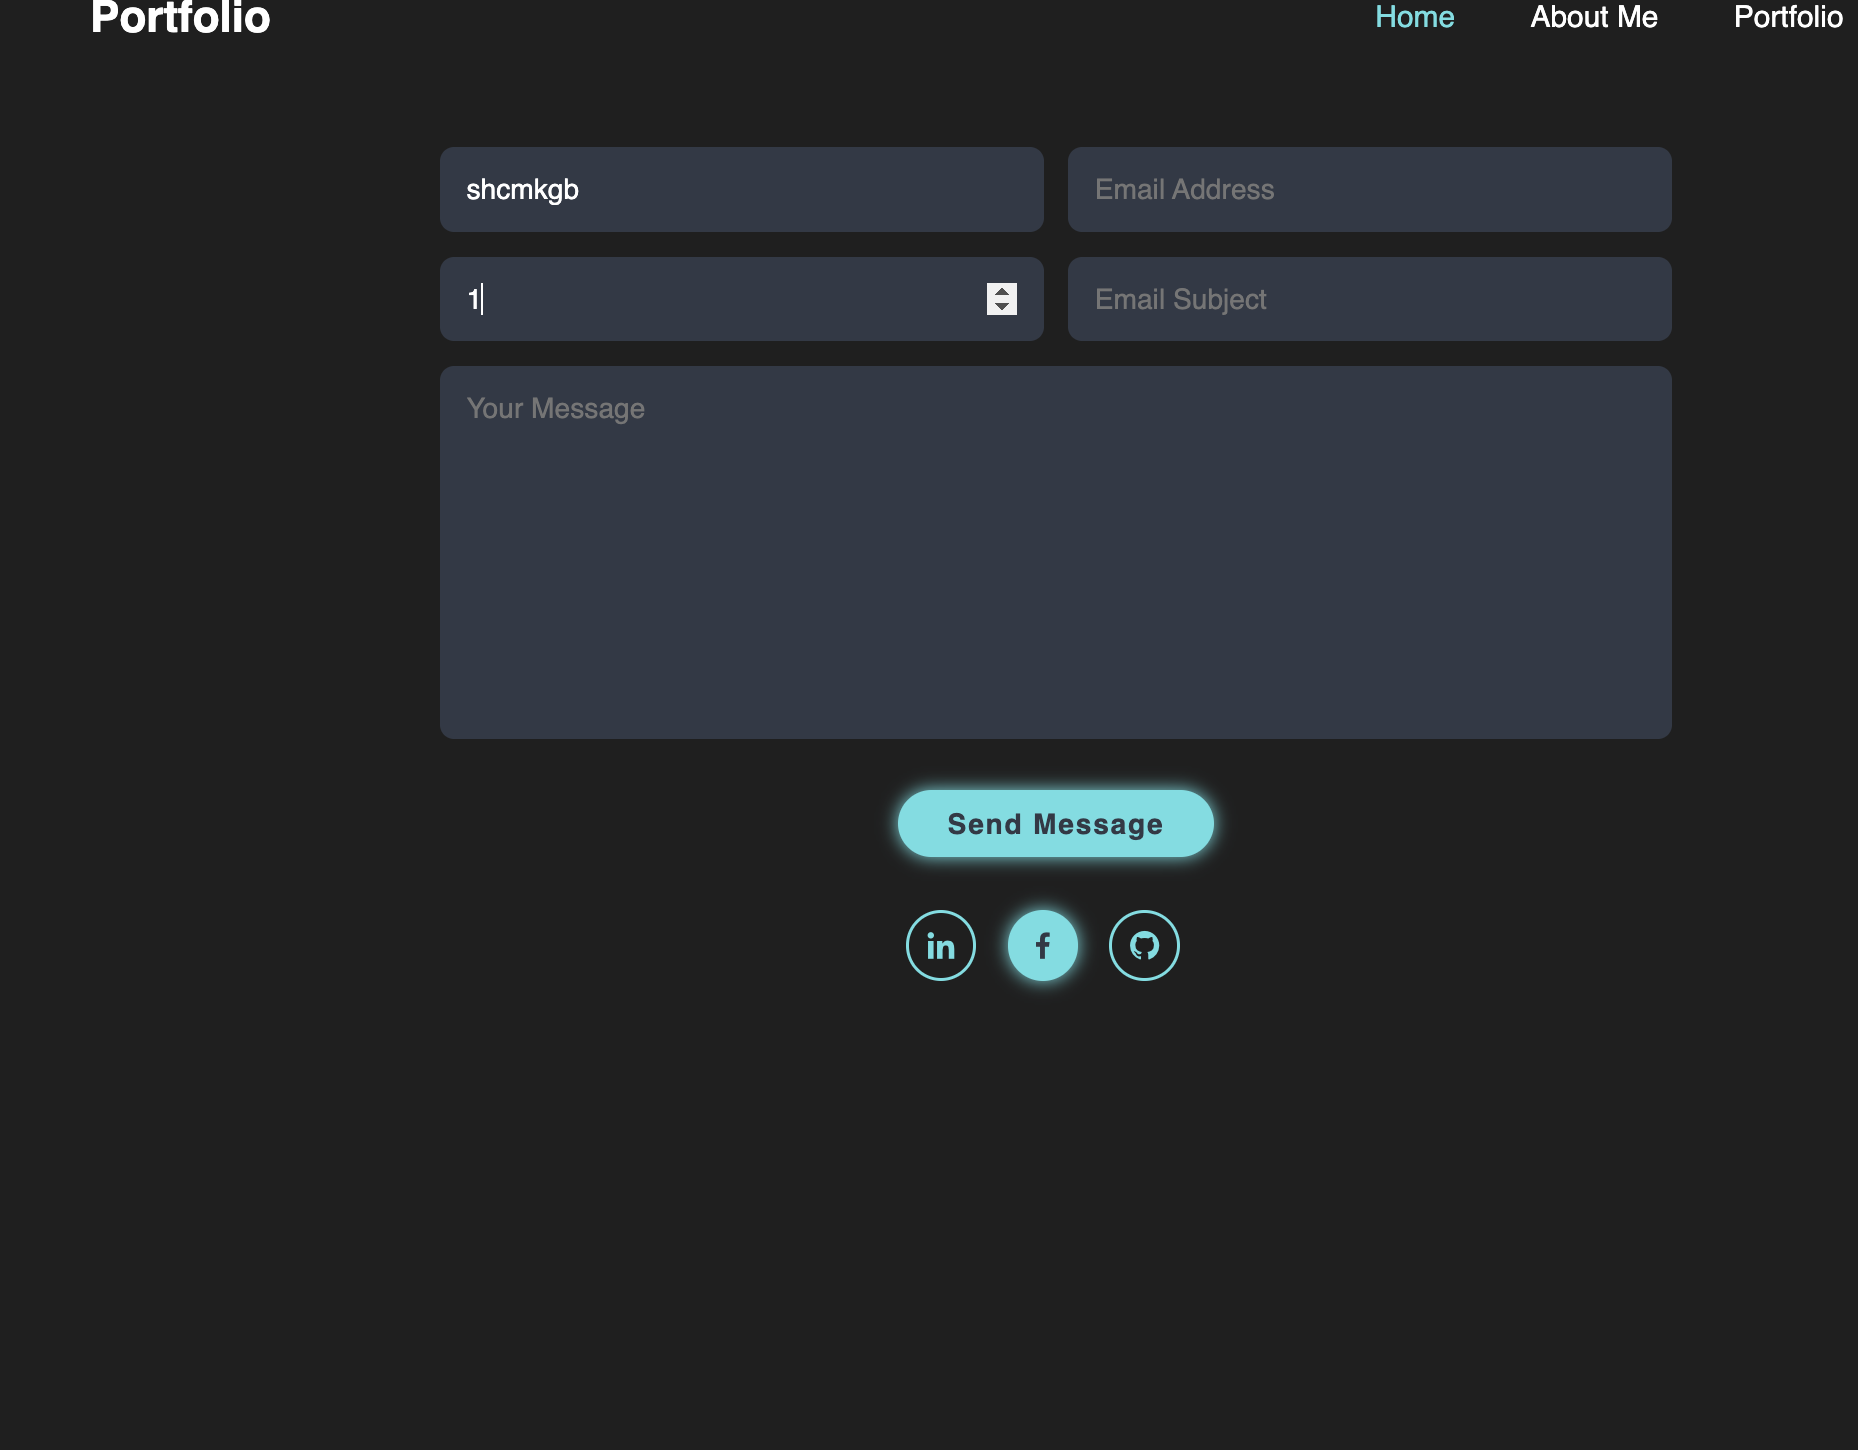 Portfolio
Home About Me Portfolio
shcmkgb
Email Address
1
Email Subject
Your Message
Send Message
in
f